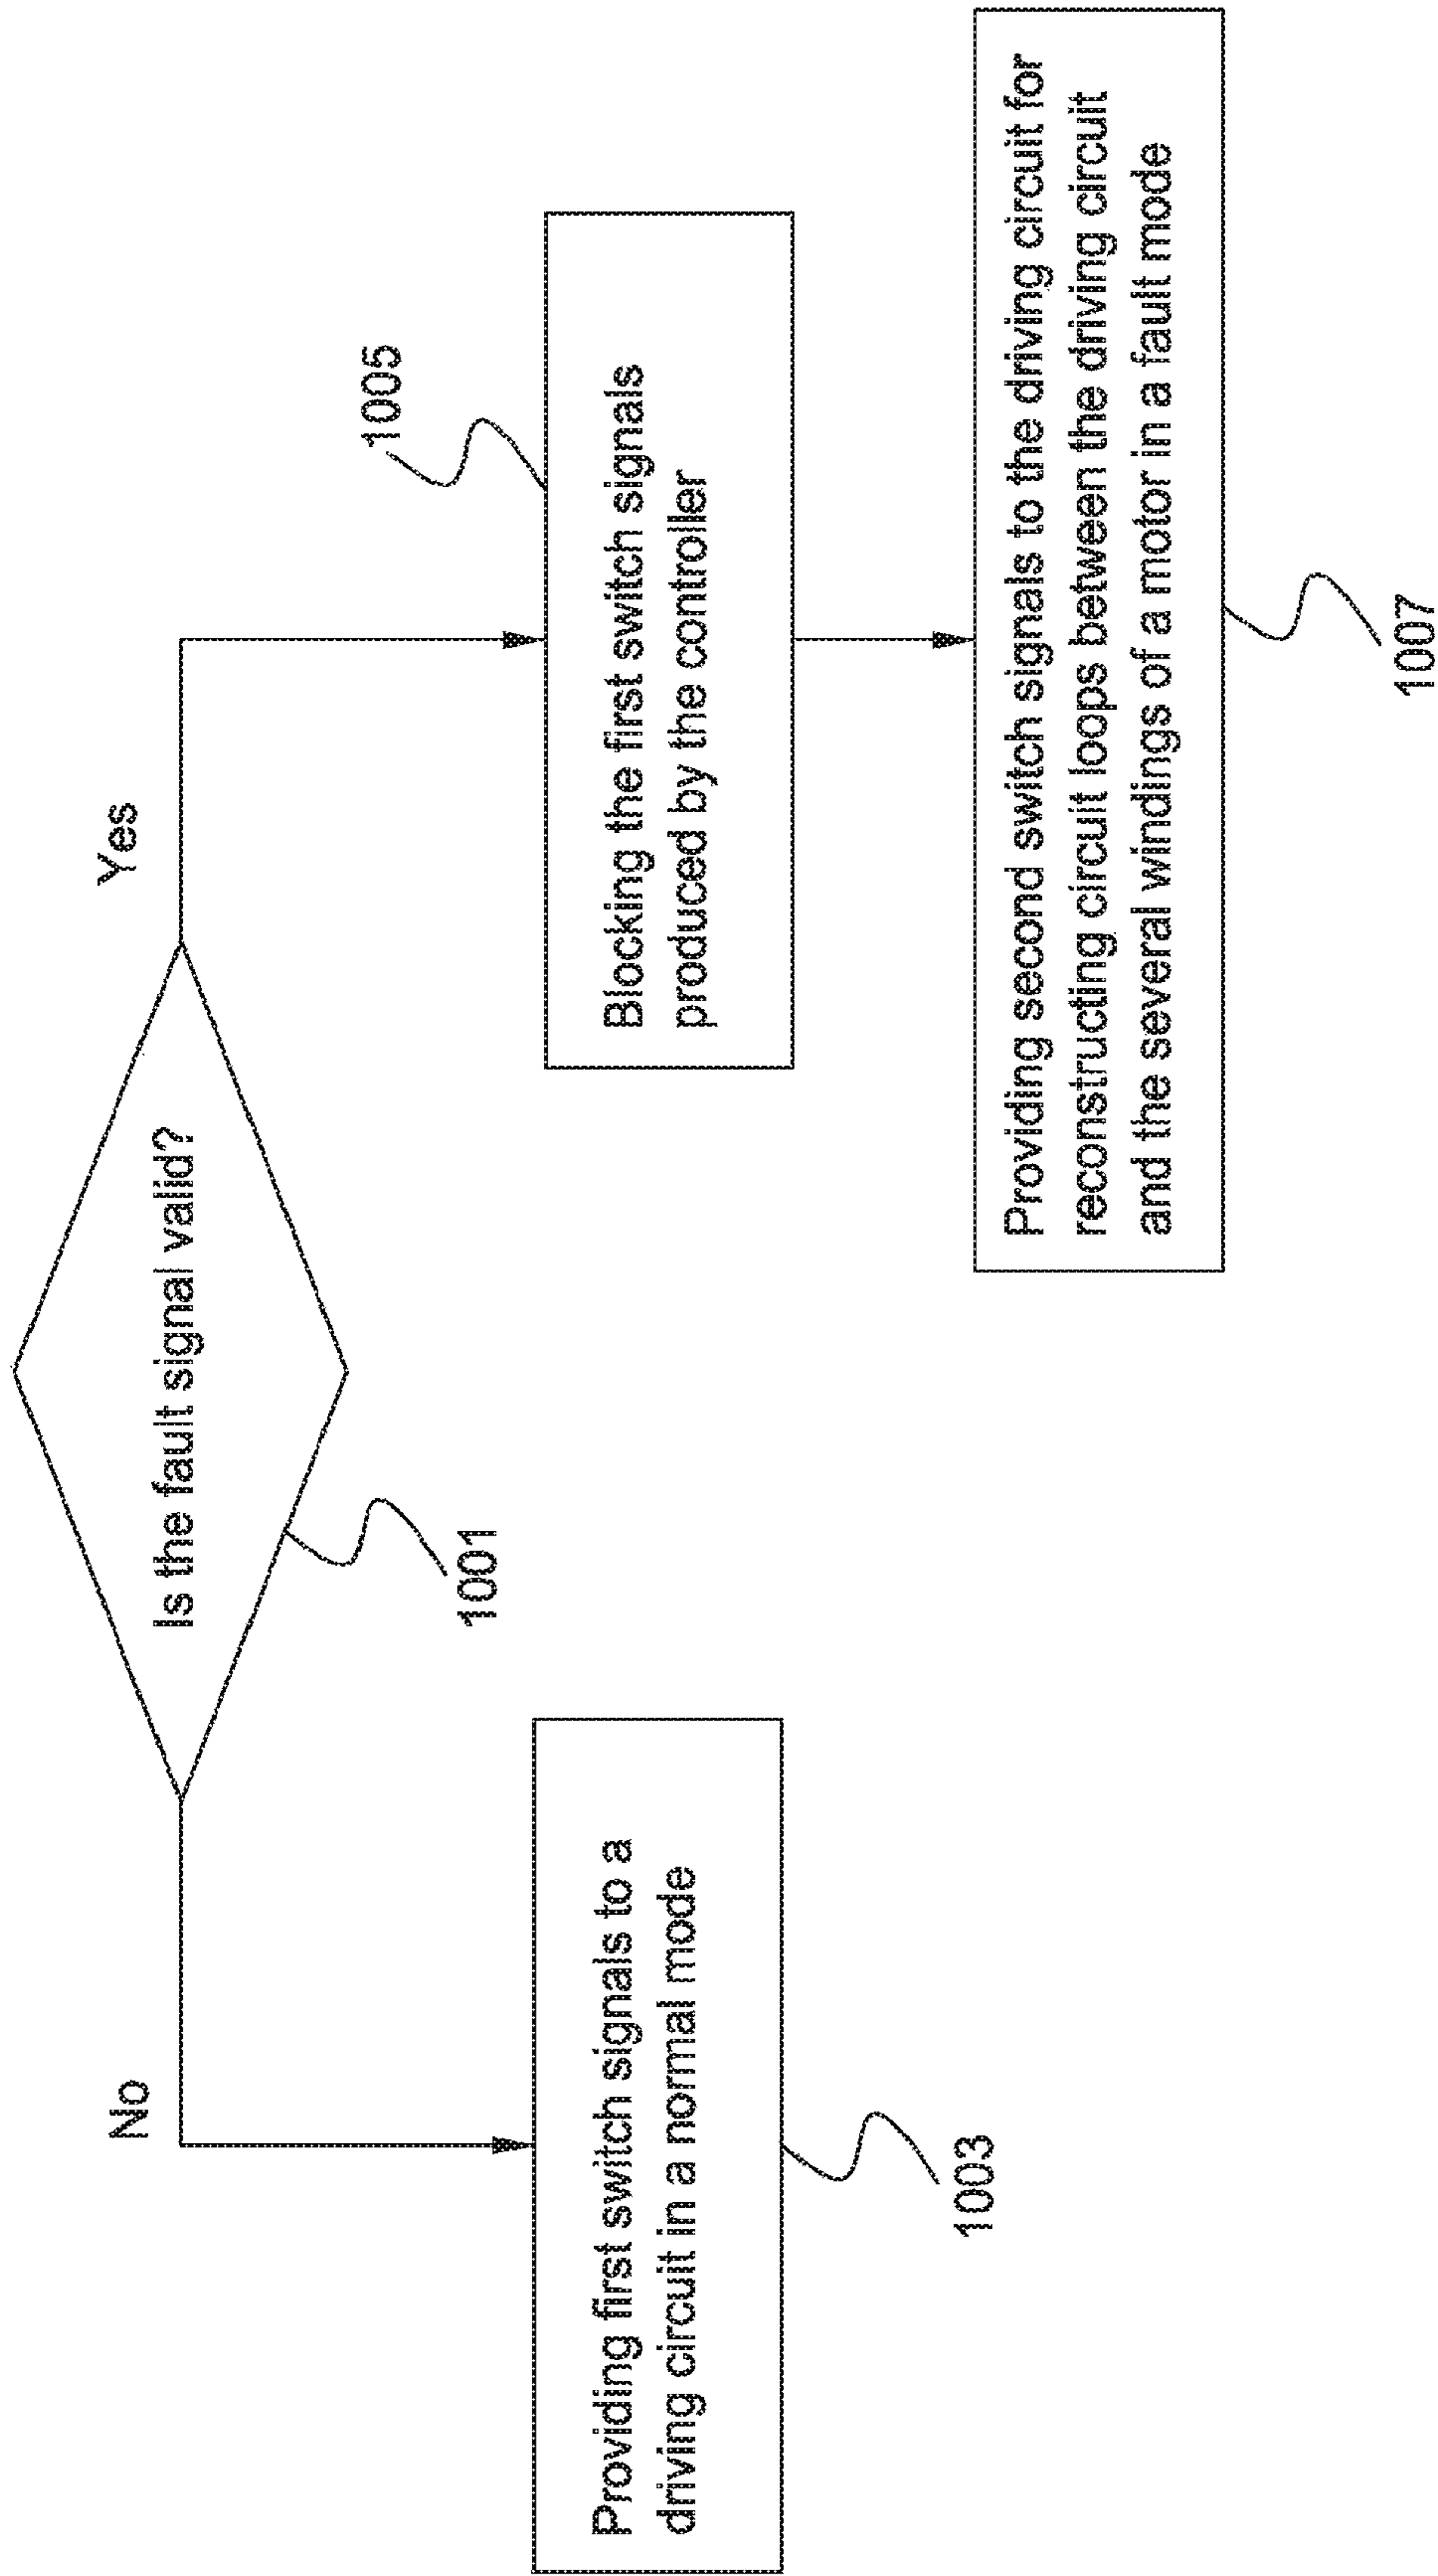 Is the fault signal valid?
1001
No
Yes
Providing first switch signals to a
driving circuit in a normal mode
1003
Blocking the first switch signals
produced by the controller
1005
Providing second switch signals to the driving circuit for
reconstructing circuit loops between the driving circuit
and the several windings of a motor in a fault mode
1007